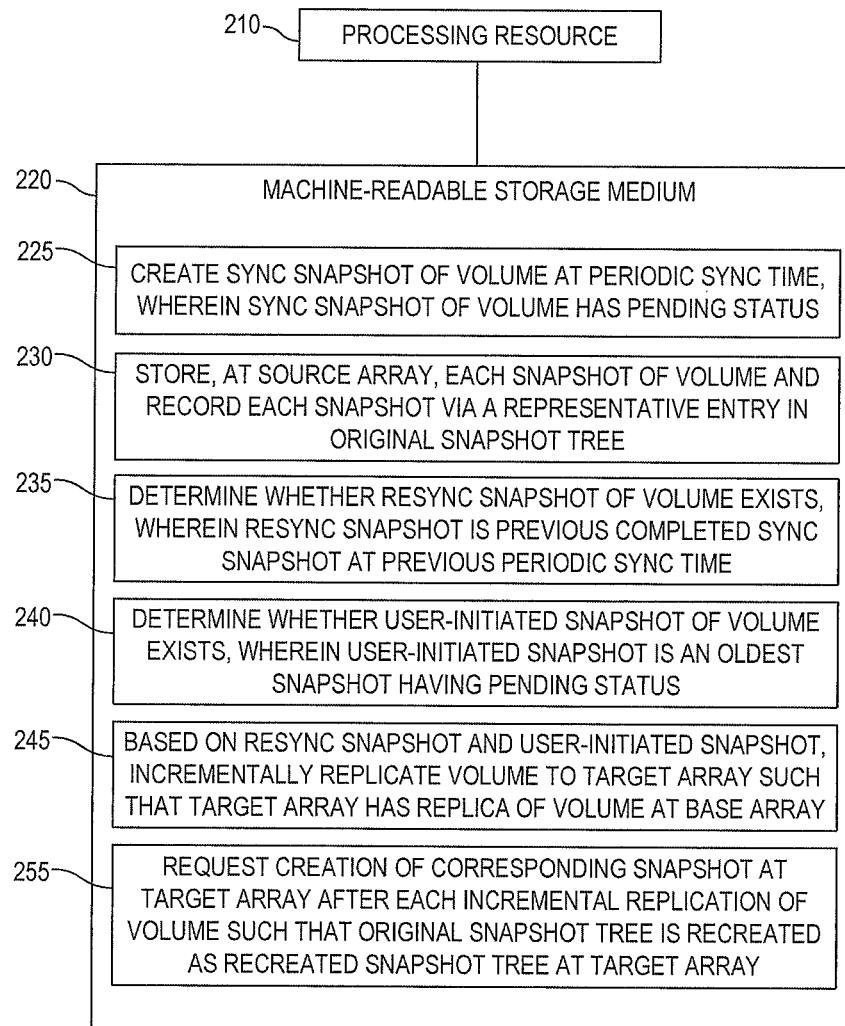 210
PROCESSING RESOURCE
220
MACHINE-READABLE STORAGE MEDIUM
225
CREATE SYNC SNAPSHOT OF VOLUME AT PERIODIC SYNC TIME,
WHEREIN SYNC SNAPSHOT OF VOLUME HAS PENDING STATUS
230
STORE, AT SOURCE ARRAY, EACH SNAPSHOT OF VOLUME AND
RECORD EACH SNAPSHOT VIA A REPRESENTATIVE ENTRY IN
ORIGINAL SNAPSHOT TREE
235
DETERMINE WHETHER RESYNC SNAPSHOT OF VOLUME EXISTS,
WHEREIN RESYNC SNAPSHOT IS PREVIOUS COMPLETED SYNC
SNAPSHOT AT PREVIOUS PERIODIC SYNC TIME
240
DETERMINE WHETHER USER-INITIATED SNAPSHOT OF VOLUME
EXISTS, WHEREIN USER-INITIATED SNAPSHOT IS AN OLDEST
SNAPSHOT HAVING PENDING STATUS
245
BASED ON RESYNC SNAPSHOT AND USER-INITIATED SNAPSHOT,
INCREMENTALLY REPLICATE VOLUME TO TARGET ARRAY SUCH
THAT TARGET ARRAY HAS REPLICA OF VOLUME AT BASE ARRAY
255
REQUEST CREATION OF CORRESPONDING SNAPSHOT AT
TARGET ARRAY AFTER EACH INCREMENTAL REPLICATION OF
VOLUME SUCH THAT ORIGINAL SNAPSHOT TREE IS RECREATED
AS RECREATED SNAPSHOT TREE AT TARGET ARRAY